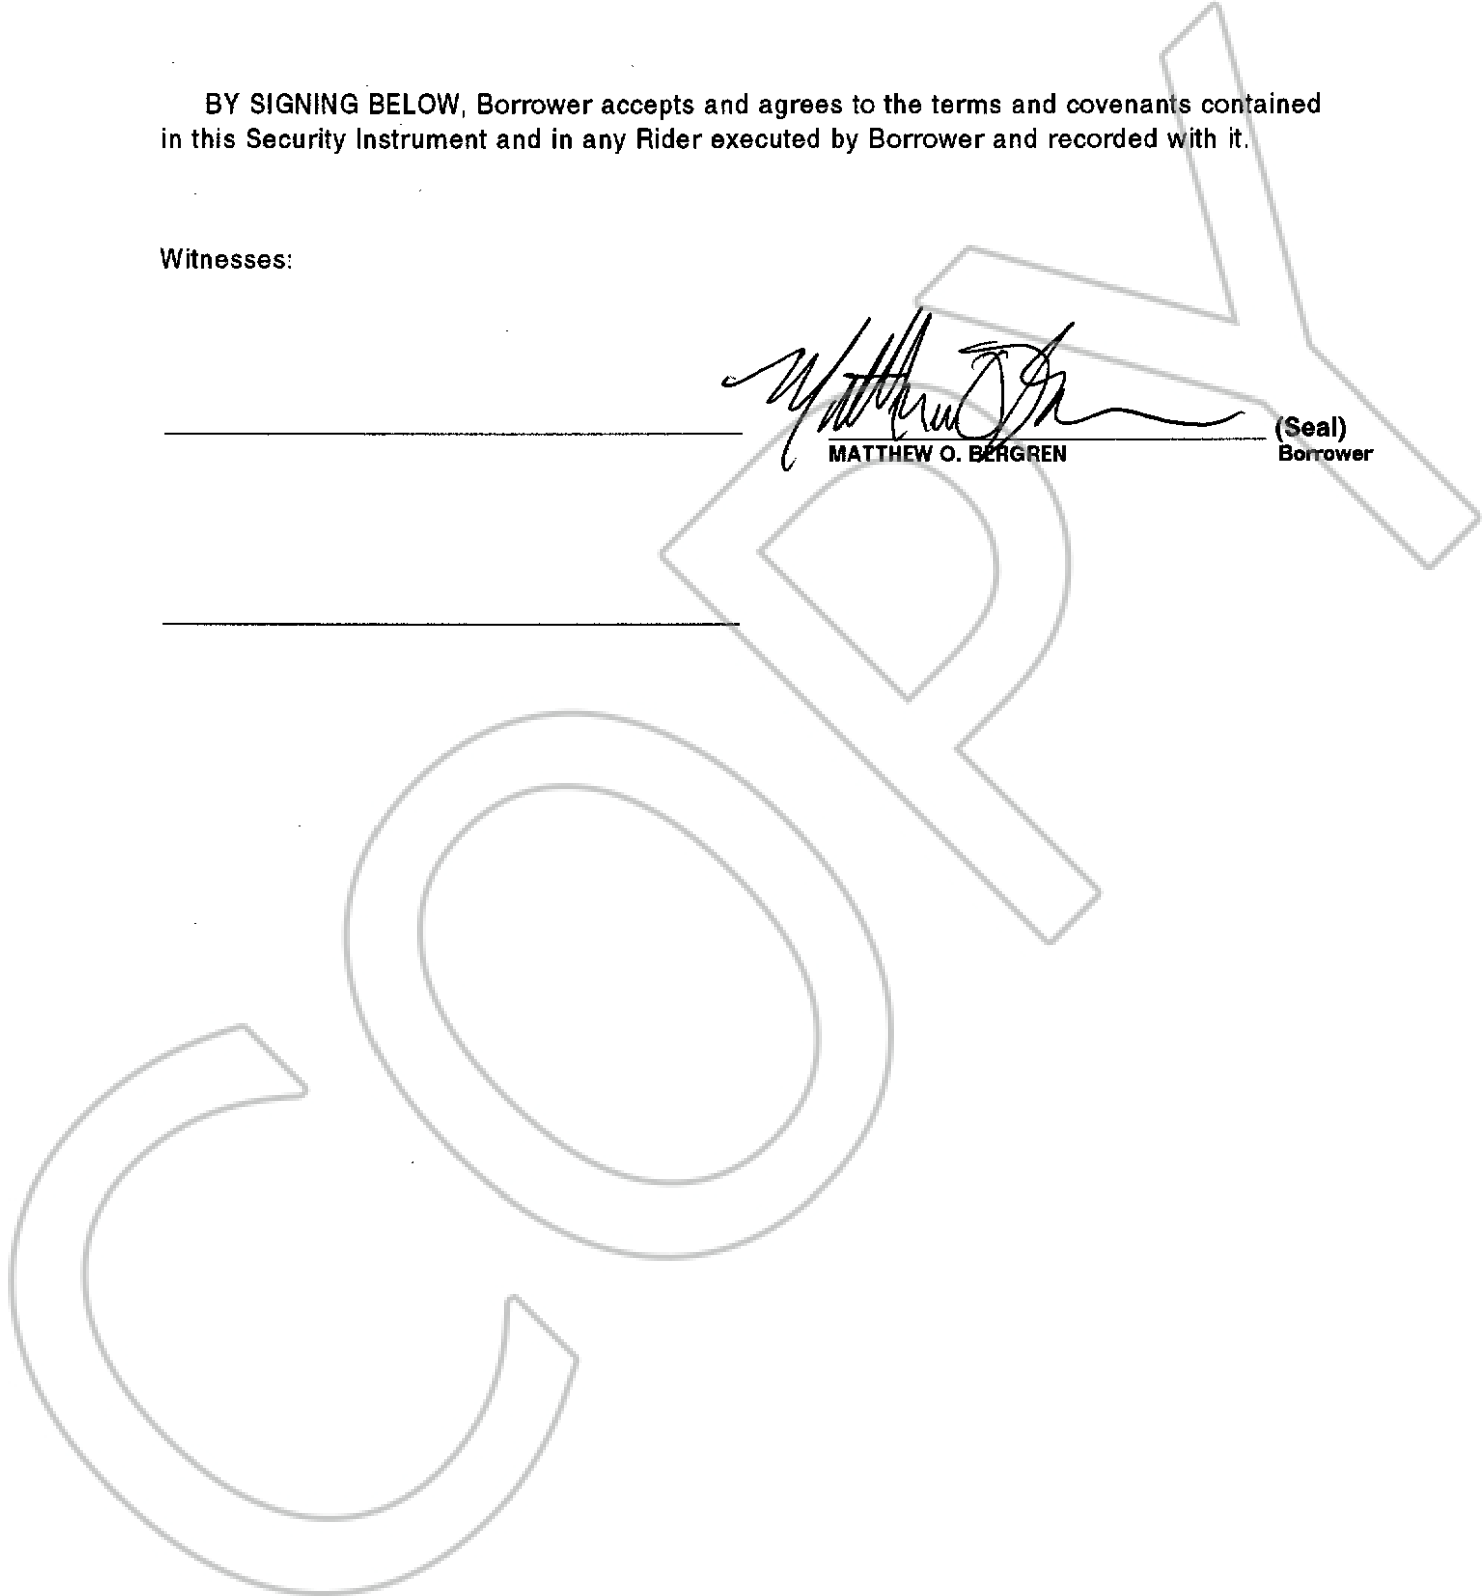 BY SIGNING BELOW, Borrower accepts and agrees to the terms and covenants contained
in this Security Instrument and in any Rider executed by Borrower and recorded with it.
Witnesses:
(Seal)
MATTHEW O. BERGREN Borrower
COPY